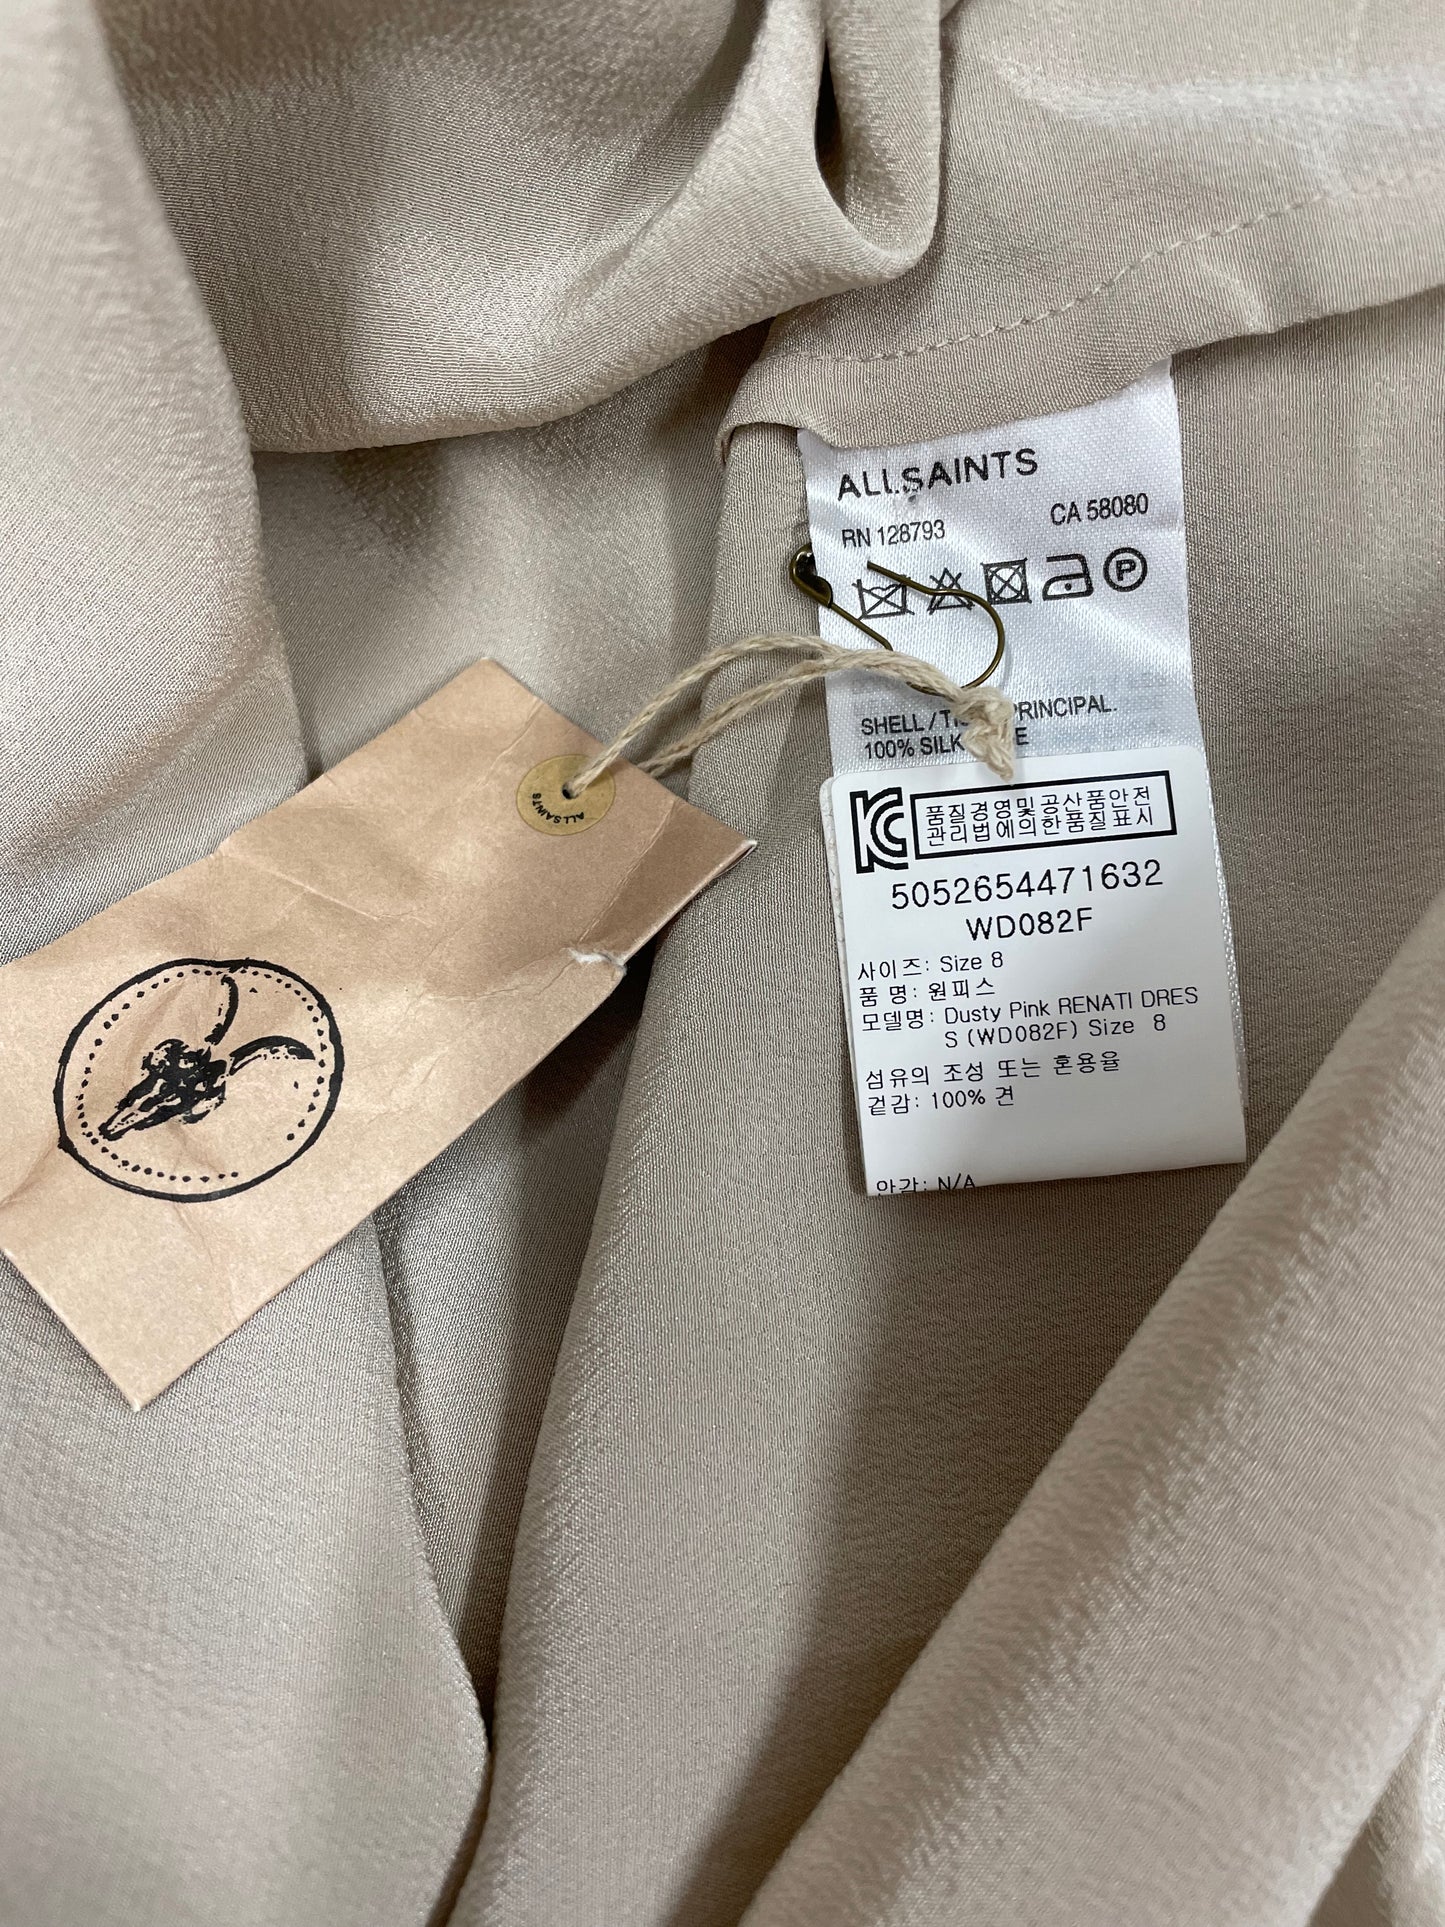 ALLSAINTS
RN 128793
CA 58080
P
SHELL / PRINCIPAL.
100% SILK
ALLSAINTS
KC
품질경영및공산품안전
관리법에의한품질표시
5052654471632
WD082F
사이즈: Size 8
품 명: 원피스
모델명: Dusty Pink RENATI DRES
S (WD082F) Size 8
섬유의 조성 또는 혼용율
겉감: 100% 견
안감: N/A